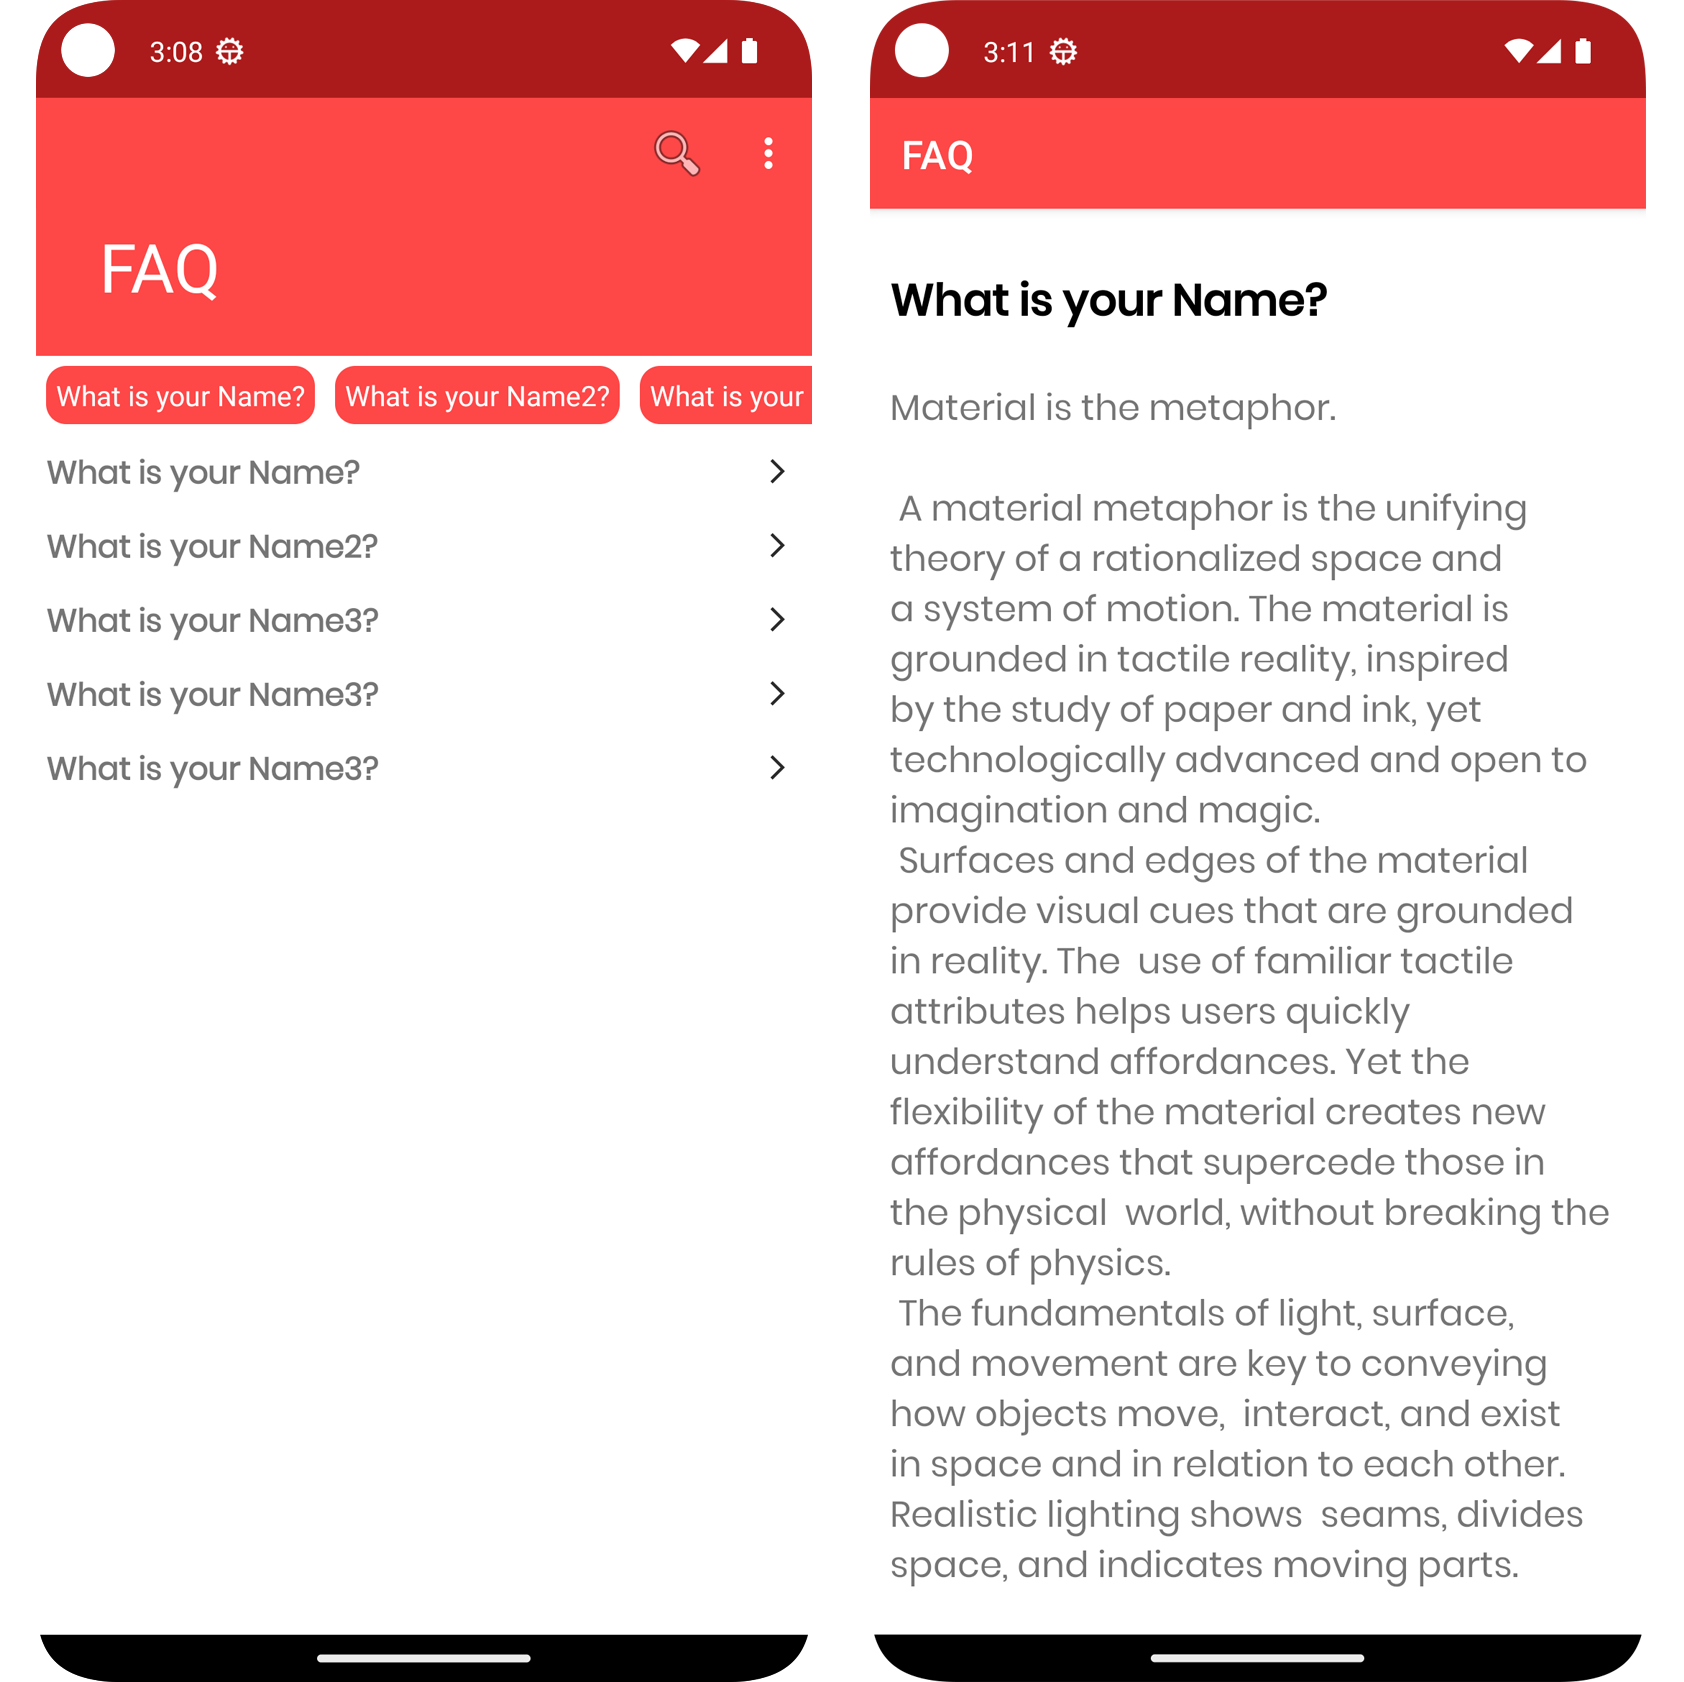 3:08
FAQ
What is your Name?
What is your Name2?
What is your
What is your Name?
What is your Name2?
What is your Name3?
What is your Name3?
What is your Name3?
3:11
FAQ
What is your Name?
Material is the metaphor.
A material metaphor is the unifying
theory of a rationalized space and
a system of motion. The material is
grounded in tactile reality, inspired
by the study of paper and ink, yet
technologically advanced and open to
imagination and magic.
Surfaces and edges of the material
provide visual cues that are grounded
in reality. The  use of familiar tactile
attributes helps users quickly
understand affordances. Yet the
flexibility of the material creates new
affordances that supercede those in
the physical  world, without breaking the
rules of physics.
The fundamentals of light, surface,
and movement are key to conveying
how objects move,  interact, and exist
in space and in relation to each other.
Realistic lighting shows  seams, divides
space, and indicates moving parts.